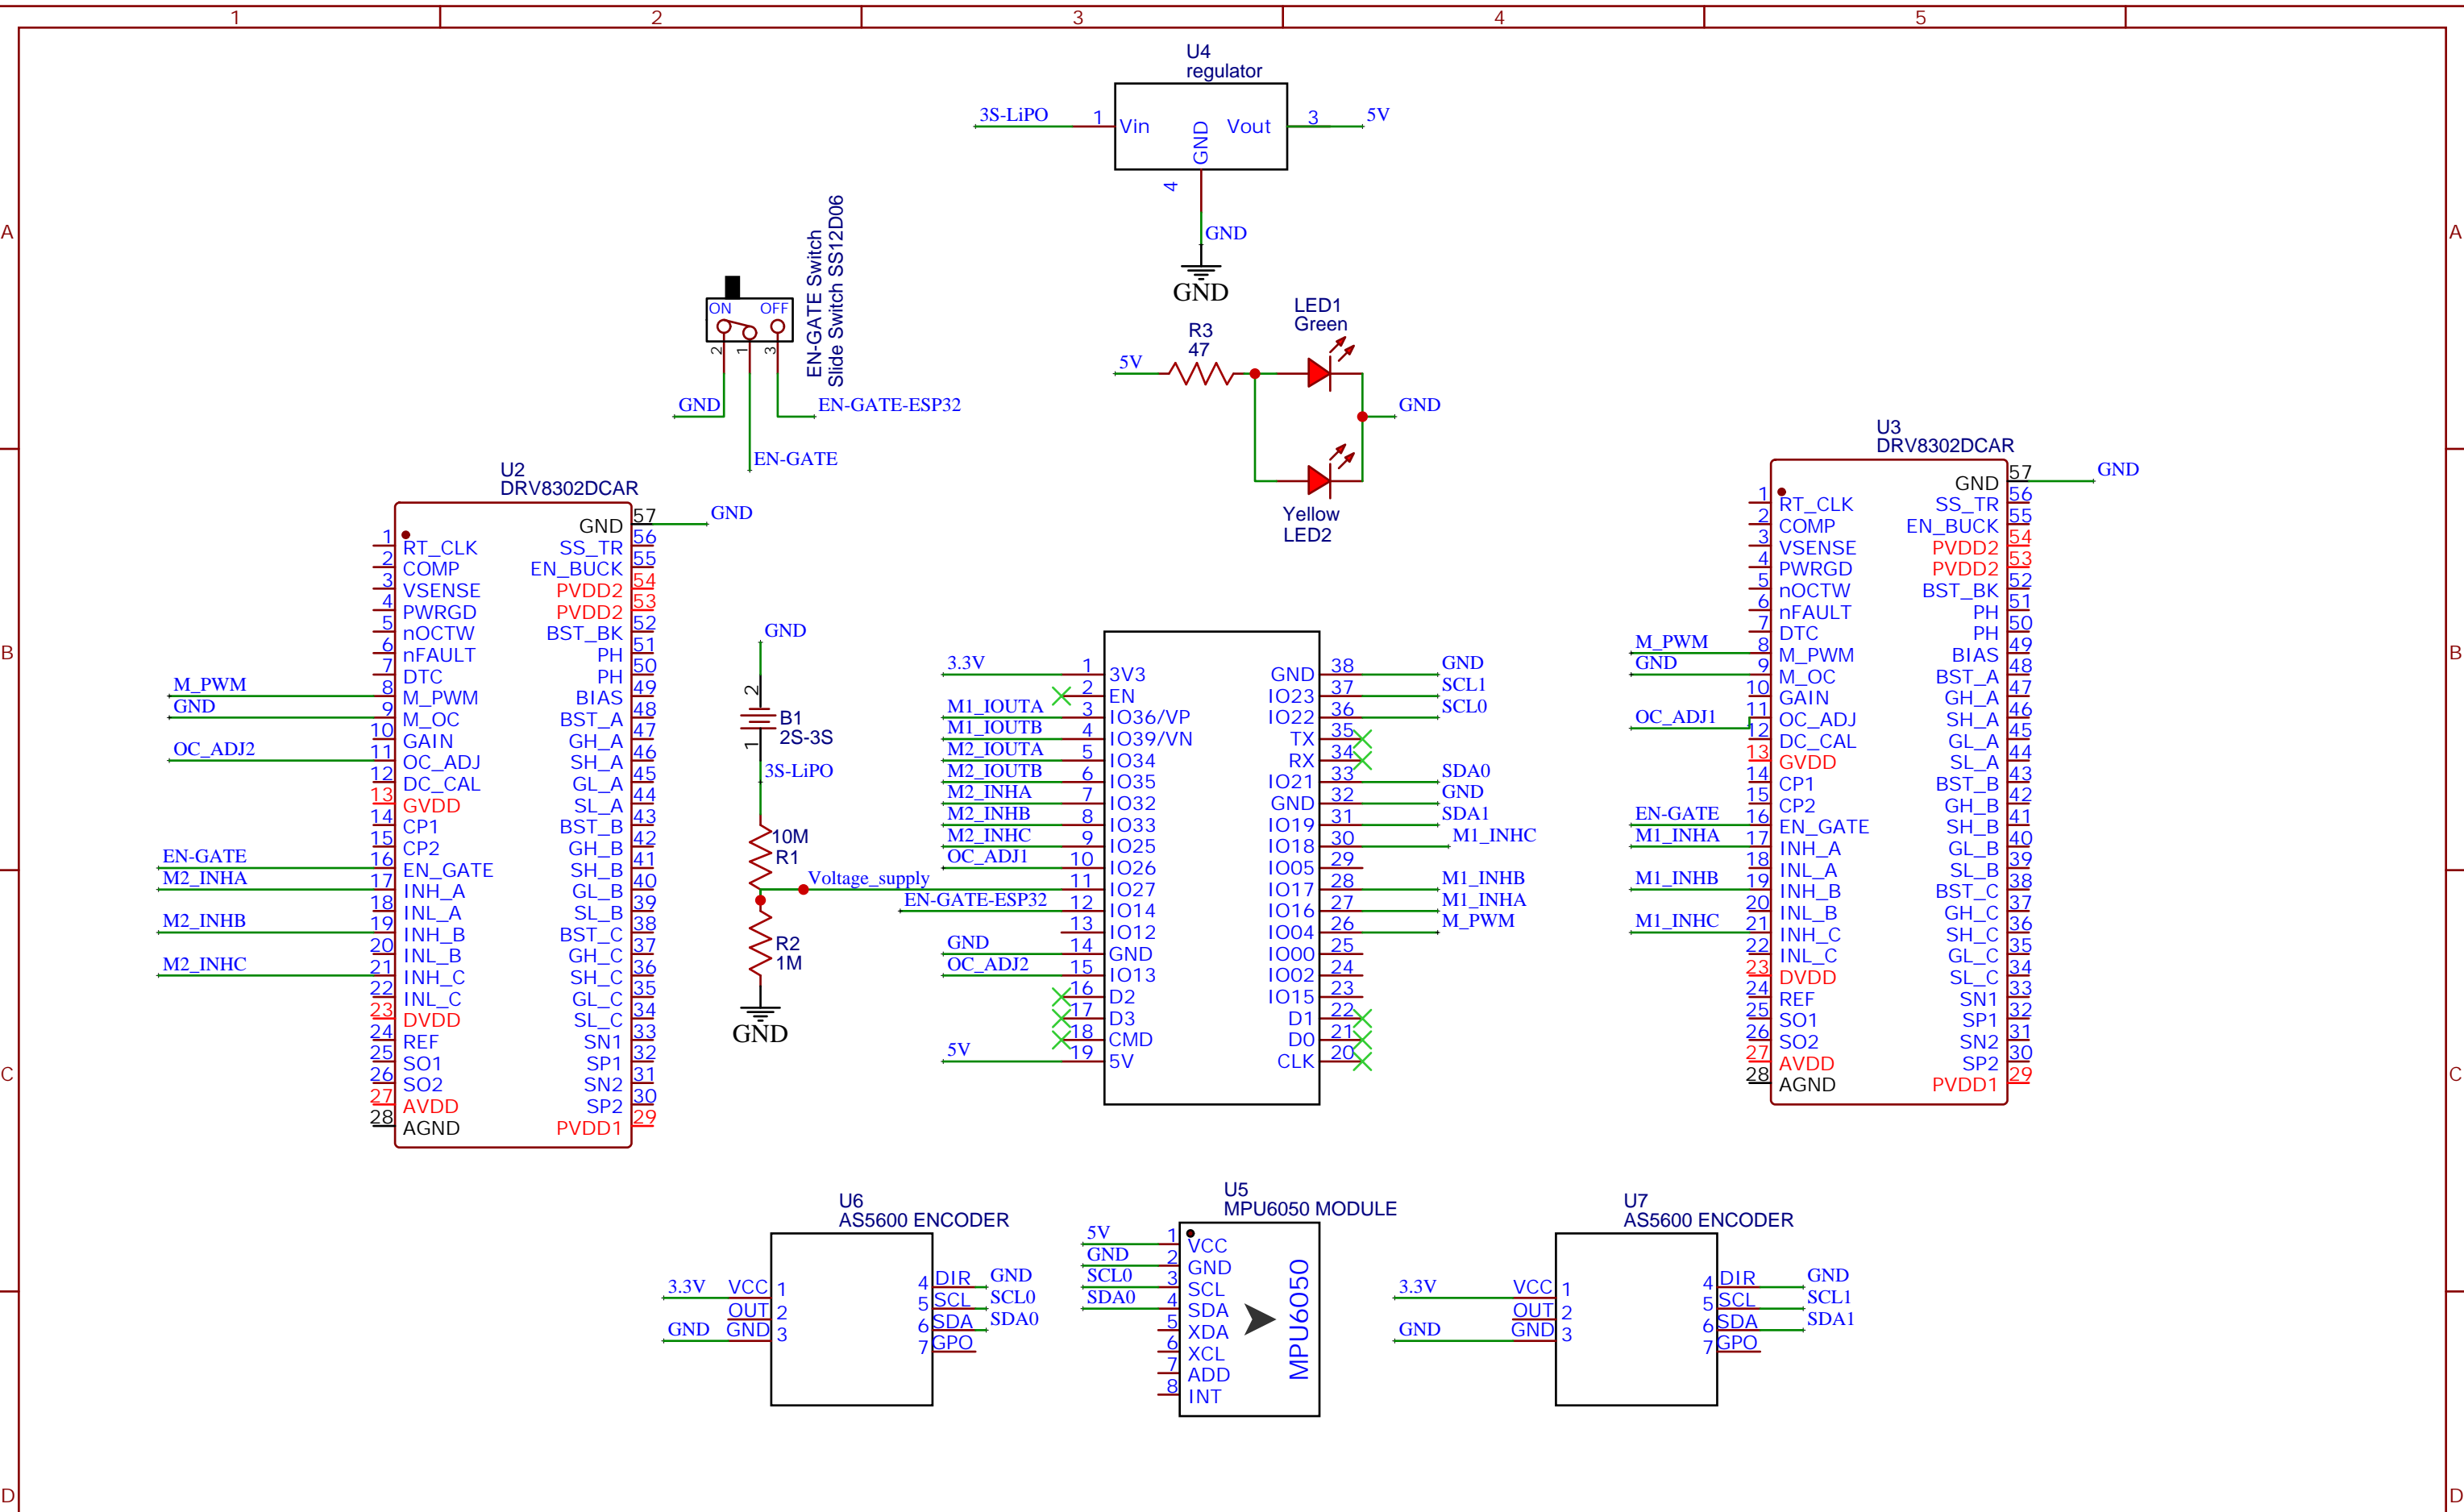 1 2 3 4 5
A A
B B
C C
D D
U4
regulator
3S-LiPO 1 Vin GND Vout 3 5V
4
GND
GND
ON OFF
2 1 3
EN-GATE Switch
Slide Switch SS12D06
GND EN-GATE-ESP32
EN-GATE
LED1
Green
R3
47
5V
GND
Yellow
LED2
U2
DRV8302DCAR
1 RT_CLK
2 COMP
3 VSENSE
4 PWRGD
5 nOCTW
6 nFAULT
7 DTC
M_PWM 8 M_PWM
GND 9 M_OC
10 GAIN
OC_ADJ2 11 OC_ADJ
12 DC_CAL
13 GVDD
14 CP1
15 CP2
EN-GATE 16 EN_GATE
M2_INHA 17 INH_A
18 INL_A
M2_INHB 19 INH_B
20 INL_B
M2_INHC 21 INH_C
22 INL_C
23 DVDD
24 REF
25 SO1
26 SO2
27 AVDD
28 AGND
GND 57 GND
SS_TR 56
EN_BUCK 55
PVDD2 54
PVDD2 53
BST_BK 52
PH 51
PH 50
BIAS 49
BST_A 48
GH_A 47
SH_A 46
GL_A 45
SL_A 44
BST_B 43
GH_B 42
SH_B 41
GL_B 40
SL_B 39
BST_C 38
GH_C 37
SH_C 36
GL_C 35
SL_C 34
SN1 33
SP1 32
SN2 31
SP2 30
PVDD1 29
GND
2
B1
2S-3S
1
3S-LiPO
10M
R1
Voltage_supply
R2
1M
GND
3.3V 1 3V3
2 EN
M1_IOUTA 3 IO36/VP
M1_IOUTB 4 IO39/VN
M2_IOUTA 5 IO34
M2_IOUTB 6 IO35
M2_INHA 7 IO32
M2_INHB 8 IO33
M2_INHC 9 IO25
OC_ADJ1 10 IO26
11 IO27
EN-GATE-ESP32 12 IO14
13 IO12
GND 14 GND
OC_ADJ2 15 IO13
16 D2
17 D3
18 CMD
5V 19 5V
GND 38 GND
IO23 37 SCL1
IO22 36 SCL0
TX 35
RX 34
IO21 33 SDA0
GND 32 GND
IO19 31 SDA1
IO18 30 M1_INHC
IO05 29
IO17 28 M1_INHB
IO16 27 M1_INHA
IO04 26 M_PWM
IO00 25
IO02 24
IO15 23
D1 22
D0 21
CLK 20
U3
DRV8302DCAR
1 RT_CLK
2 COMP
3 VSENSE
4 PWRGD
5 nOCTW
6 nFAULT
7 DTC
M_PWM 8 M_PWM
GND 9 M_OC
10 GAIN
OC_ADJ1 11 OC_ADJ
12 DC_CAL
13 GVDD
14 CP1
15 CP2
EN-GATE 16 EN_GATE
M1_INHA 17 INH_A
18 INL_A
M1_INHB 19 INH_B
20 INL_B
M1_INHC 21 INH_C
22 INL_C
23 DVDD
24 REF
25 SO1
26 SO2
27 AVDD
28 AGND
GND 57 GND
SS_TR 56
EN_BUCK 55
PVDD2 54
PVDD2 53
BST_BK 52
PH 51
PH 50
BIAS 49
BST_A 48
GH_A 47
SH_A 46
GL_A 45
SL_A 44
BST_B 43
GH_B 42
SH_B 41
GL_B 40
SL_B 39
BST_C 38
GH_C 37
SH_C 36
GL_C 35
SL_C 34
SN1 33
SP1 32
SN2 31
SP2 30
PVDD1 29
U6
AS5600 ENCODER
3.3V VCC 1
OUT 2
GND GND 3
4 DIR GND
5 SCL SCL0
6 SDA SDA0
7 GPO
U5
MPU6050 MODULE
5V 1 VCC
GND 2 GND
SCL0 3 SCL
SDA0 4 SDA
5 XDA
6 XCL
7 ADD
8 INT
MPU6050
U7
AS5600 ENCODER
3.3V VCC 1
OUT 2
GND GND 3
4 DIR GND
5 SCL SCL1
6 SDA SDA1
7 GPO